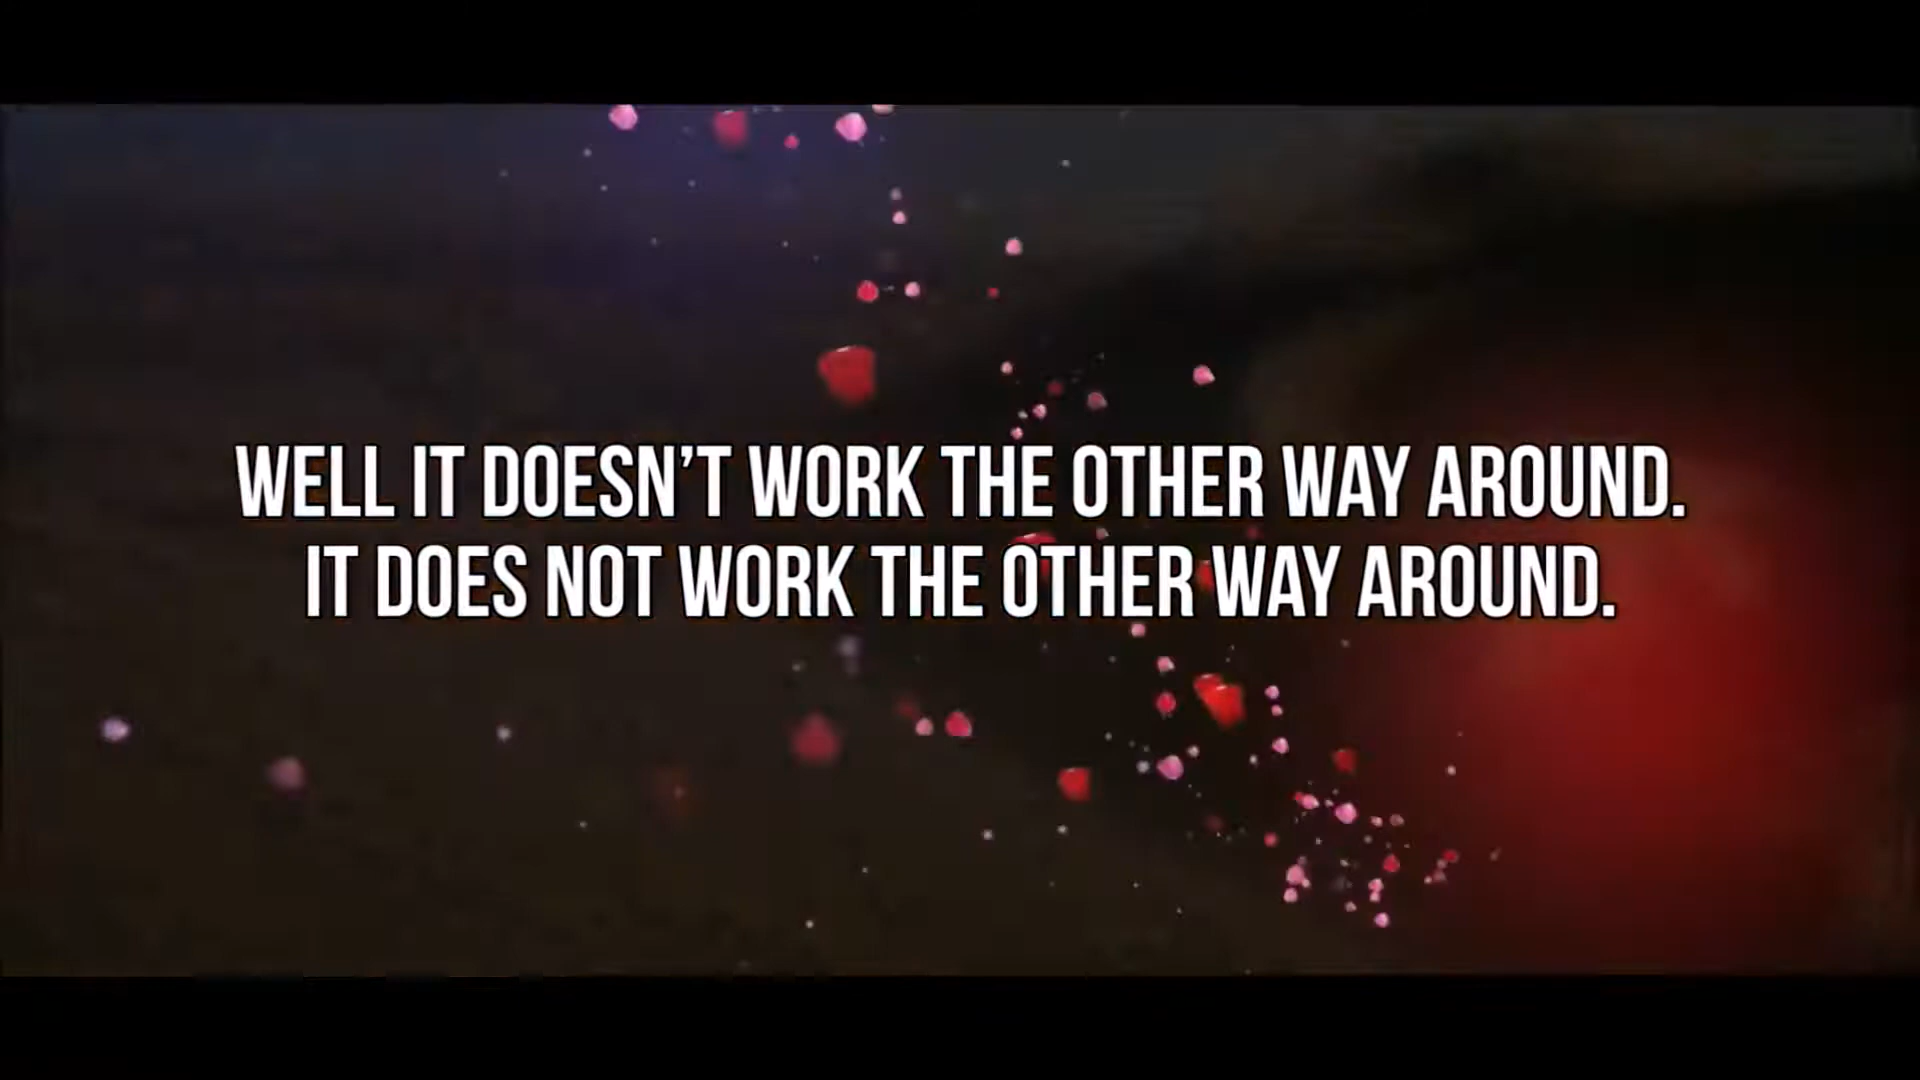 WELL IT DOESN’T WORK THE OTHER WAY AROUND.
IT DOES NOT WORK THE OTHER WAY AROUND.